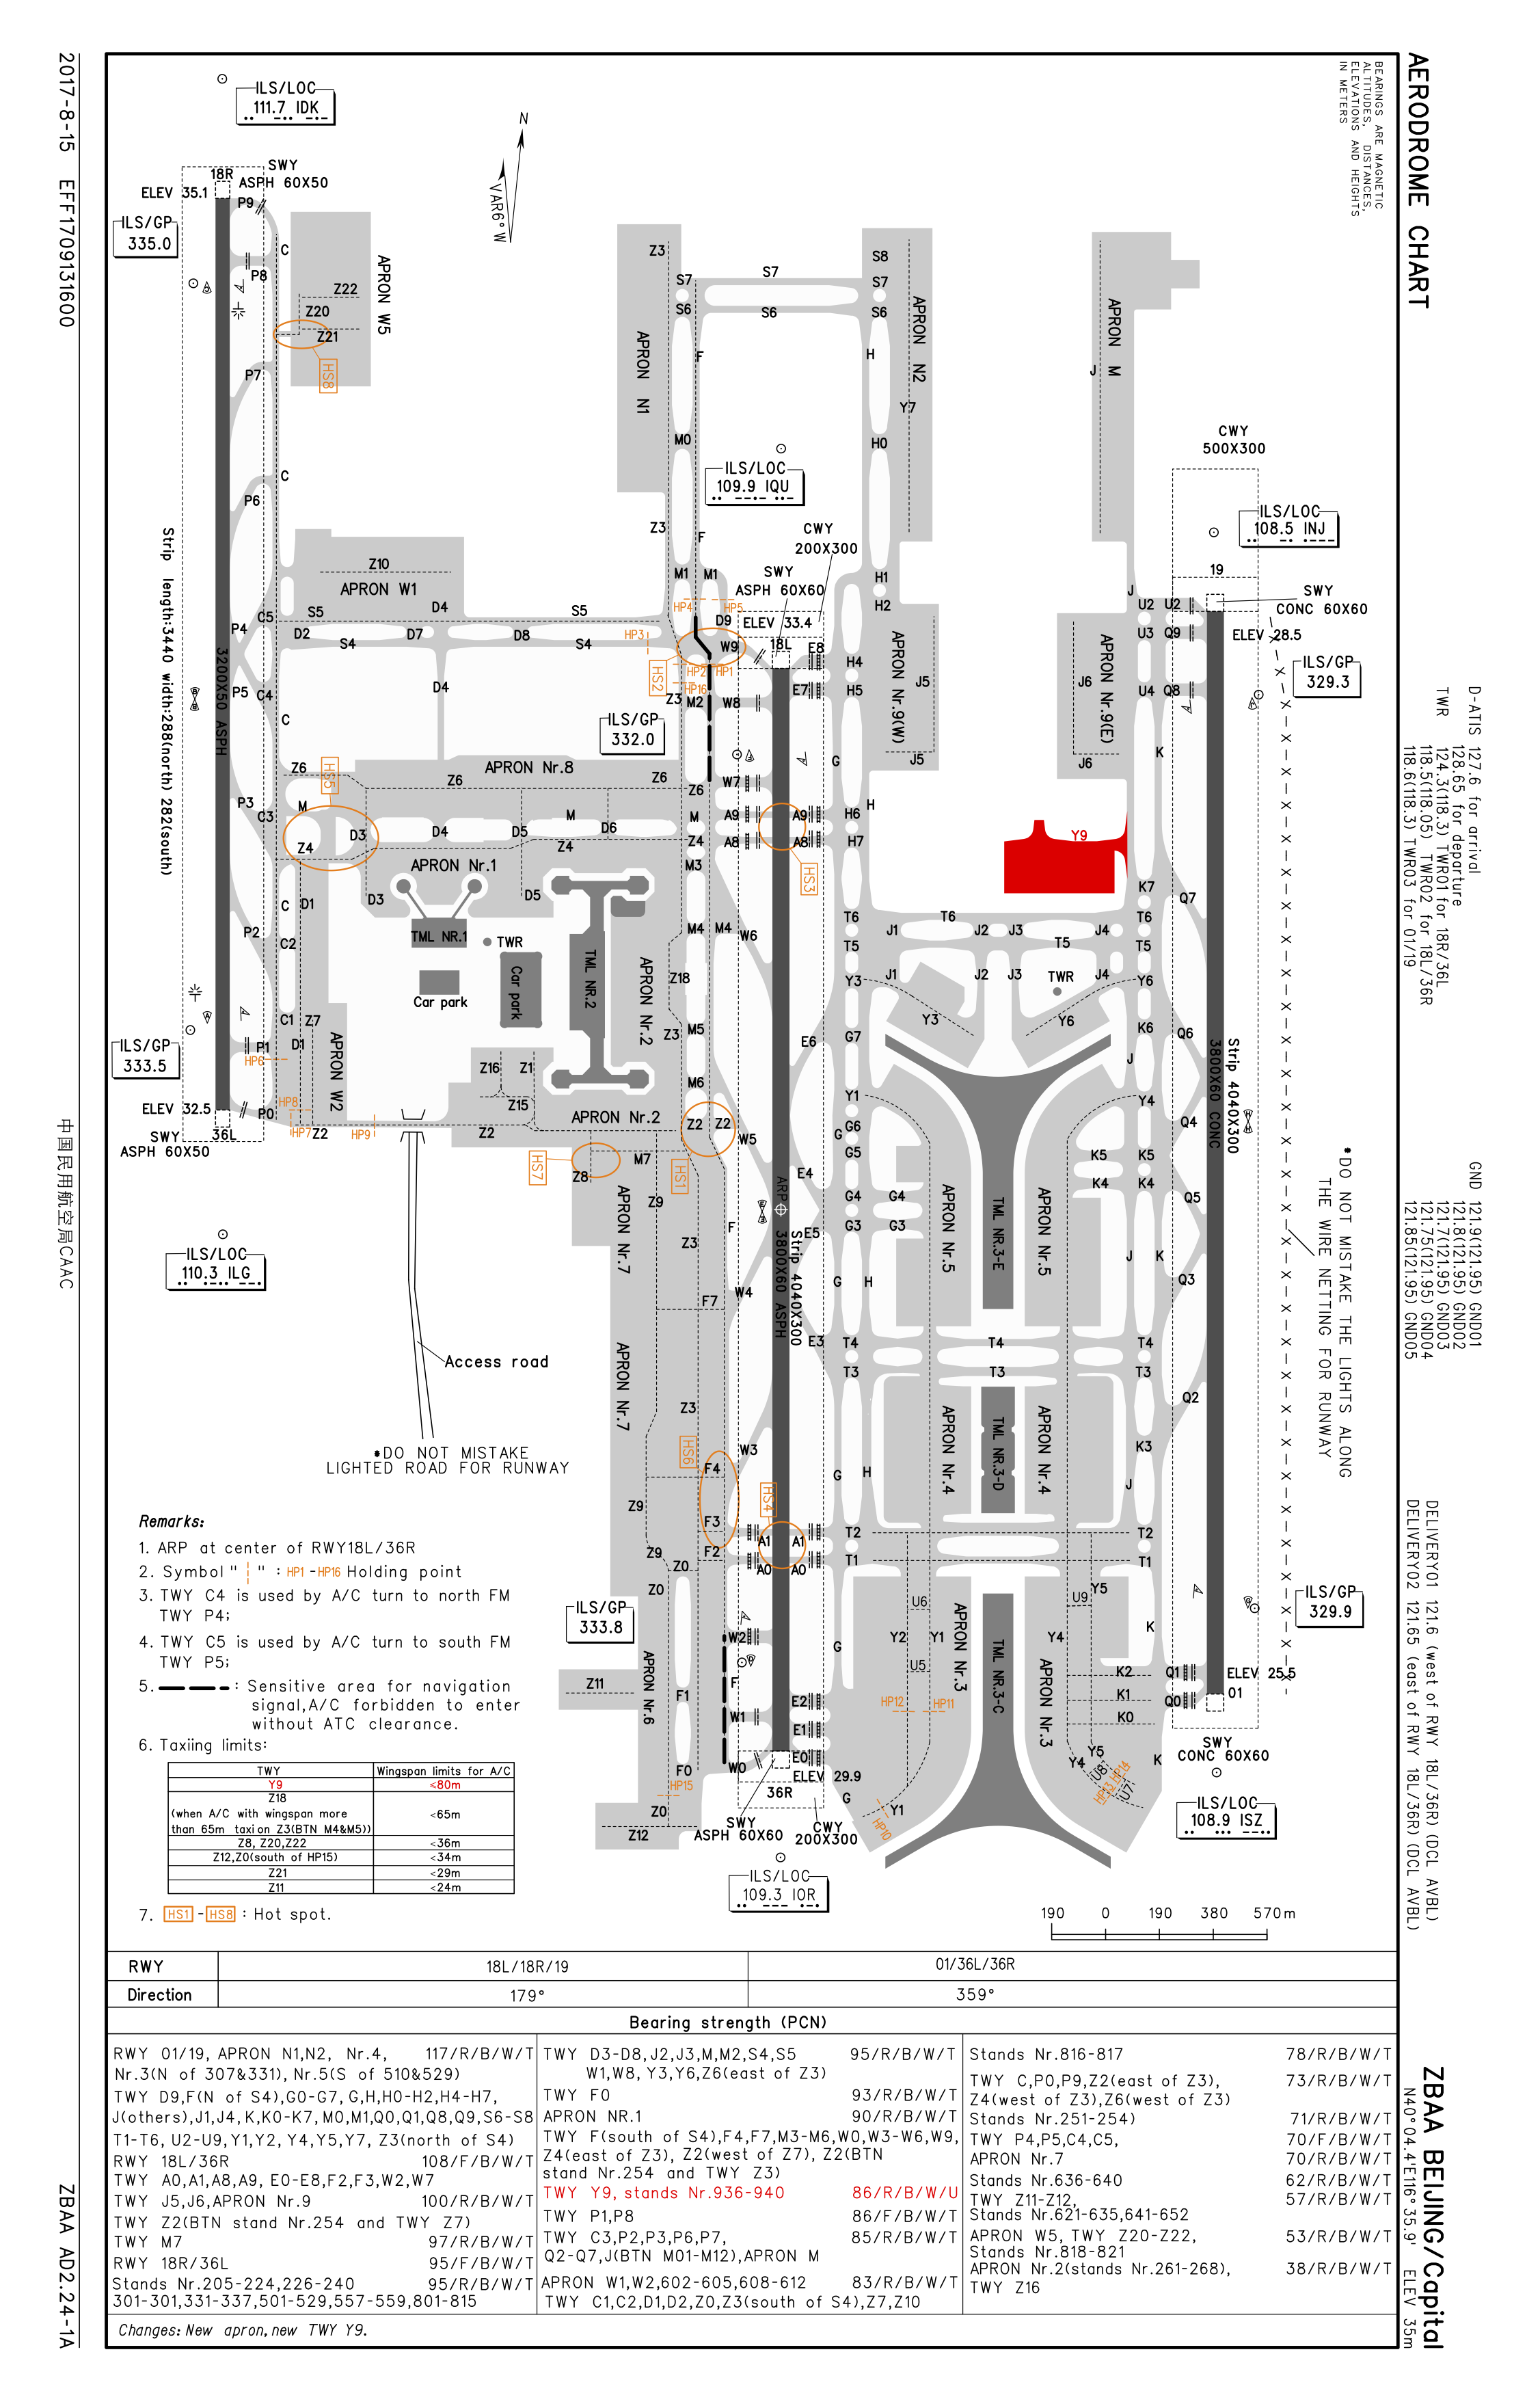 AERODROME CHART
BEARINGS ARE MAGNETIC
ALTITUDES, DISTANCES,
ELEVATIONS AND HEIGHTS
IN METERS
D-ATIS 127.6 for arrival
128.65 for departure
TWR 124.3(118.3) TWR01 for 18R/36L
118.5(118.05) TWR02 for 18L/36R
118.6(118.3) TWR03 for 01/19
GND 121.9(121.95) GND01
121.8(121.95) GND02
121.7(121.95) GND03
121.75(121.95) GND04
121.85(121.95) GND05
DELIVERY01 121.6 (west of RWY 18L/36R) (DCL AVBL)
DELIVERY02 121.65 (east of RWY 18L/36R) (DCL AVBL)
ZBAA BEIJING/Capital
N40°04.4'E116°35.9' ELEV 35m
2017-8-15 EFF1709131600
中国民用航空局CAAC
ZBAA AD2.24-1A
ILS/LOC
111.7 IDK
SWY
ASPH 60X50
18R
ELEV 35.1
ILS/GP
335.0
N
VAR6°W
P9
P8
C
Z22
Z20
Z21
APRON W5
HS8
P7
C
P6
Strip length:3440 width:288(north) 282(south)
3200X50 ASPH
Z3
S7
S7
S6
S6
S8
S7
S6
APRON N1
APRON N2
APRON M
F
H
J
Y7
M0
H0
ILS/LOC
109.9 IQU
CWY
200X300
CWY
500X300
ILS/LOC
108.5 INJ
Z3
F
SWY
ASPH 60X60
19
SWY
CONC 60X60
Z10
APRON W1
M1
M1
H1
H2
J
U2
U2
HP4
HP5
C5
S5
D4
S5
P4
D2
D7
D8
S4
S4
HP3
D9
ELEV 33.4
U3
Q9
ELEV 28.5
W9
18L
E8
H4
HP2
HP1
HP16
HS2
ILS/GP
329.3
P5
C4
D4
Z3
M2
W8
E7
H5
J5
J6
U4
Q8
APRON Nr.9(W)
APRON Nr.9(E)
C
ILS/GP
332.0
J5
J6
K
G
Z6
HS5
APRON Nr.8
Z6
Z6
Z6
W7
P3
C3
M
D3
D4
D5
M
D6
M
A9
A9
H6
H
Y9
Z4
Z4
Z4
A8
A8
H7
HS3
APRON Nr.1
M3
D3
D5
D1
C
K7
Q7
P2
C2
TML NR.1
TWR
Car park
Car park
TML NR.2
APRON Nr.2
M4
M4
W6
T6
T5
J1
T6
J2
J3
J4
T5
T6
T5
J1
J2
J3
TWR
J4
Z18
Y3
Y3
Y6
Y6
C1
Z7
D1
P1
HP6
APRON W2
Z3
M5
E6
G7
K6
J
Q6
ILS/GP
333.5
Z16
Z1
Z15
M6
Strip 4040X300
3800X60 CONC
ELEV 32.5
36L
P0
HP8
HP7
Z2
HP9
SWY
ASPH 60X50
Z2
APRON Nr.2
Z2
Z2
W5
Y1
G6
G
G5
Y4
Q4
K5
K5
K4
K4
HS7
M7
Z8
HS1
E4
ARP
G4
G4
G3
G3
Q5
Z9
F
E5
Z3
APRON Nr.7
APRON Nr.5
APRON Nr.5
TML NR.3-E
J
K
Strip 4040X300
3800X60 ASPH
ILS/LOC
110.3 ILG
F7
W4
G
H
Q3
*DO NOT MISTAKE THE LIGHTS ALONG
THE WIRE NETTING FOR RUNWAY
E3
T4
T4
T4
T3
T3
T3
Access road
APRON Nr.7
Z3
APRON Nr.4
TML NR.3-D
APRON Nr.4
Q2
*DO NOT MISTAKE
LIGHTED ROAD FOR RUNWAY
HS6
W3
F4
HS4
G
H
K3
J
Z9
F3
F2
A1
A1
A0
A0
T2
T2
T1
T1
Z9
Z0
Z0
U6
U9
Y5
ILS/GP
333.8
ILS/GP
329.9
W2
G
Y2
Y1
U5
Y4
K
APRON Nr.3
TML NR.3-C
APRON Nr.3
APRON Nr.6
Z11
F
F1
W1
E2
E1
HP12
HP11
K2
K1
K0
Q1
Q0
ELEV 25.5
01
F0
W0
E0
ELEV 29.9
36R
HP15
Z0
Z12
G
Y1
HP10
Y5
Y4
U8
U7
HP13
HP14
K
SWY
CONC 60X60
SWY
ASPH 60X60
CWY
200X300
ILS/LOC
109.3 IOR
ILS/LOC
108.9 ISZ
190 0 190 380 570m
Remarks:
1. ARP at center of RWY18L/36R
2. Symbol " " : HP1 - HP16 Holding point
3. TWY C4 is used by A/C turn to north FM
TWY P4;
4. TWY C5 is used by A/C turn to south FM
TWY P5;
5. : Sensitive area for navigation
signal,A/C forbidden to enter
without ATC clearance.
6. Taxiing limits:
TWY Wingspan limits for A/C
Y9 <80m
Z18
(when A/C with wingspan more
than 65m taxion Z3(BTN M4&M5)) <65m
Z8, Z20,Z22 <36m
Z12,Z0(south of HP15) <34m
Z21 <29m
Z11 <24m
7. HS1 - HS8 : Hot spot.
RWY 18L/18R/19 01/36L/36R
Direction 179° 359°
Bearing strength (PCN)
RWY 01/19, APRON N1,N2, Nr.4, 117/R/B/W/T
Nr.3(N of 307&331), Nr.5(S of 510&529)
TWY D9,F(N of S4),G0-G7, G,H,H0-H2,H4-H7,
J(others),J1,J4, K,K0-K7, M0,M1,Q0,Q1,Q8,Q9,S6-S8
T1-T6, U2-U9,Y1,Y2, Y4,Y5,Y7, Z3(north of S4)
RWY 18L/36R 108/F/B/W/T
TWY A0,A1,A8,A9, E0-E8,F2,F3,W2,W7
TWY J5,J6,APRON Nr.9 100/R/B/W/T
TWY Z2(BTN stand Nr.254 and TWY Z7)
TWY M7 97/R/B/W/T
RWY 18R/36L 95/F/B/W/T
Stands Nr.205-224,226-240 95/R/B/W/T
301-301,331-337,501-529,557-559,801-815
TWY D3-D8,J2,J3,M,M2,S4,S5 95/R/B/W/T
W1,W8, Y3,Y6,Z6(east of Z3)
TWY F0 93/R/B/W/T
APRON NR.1 90/R/B/W/T
TWY F(south of S4),F4,F7,M3-M6,W0,W3-W6,W9,
Z4(east of Z3), Z2(west of Z7), Z2(BTN
stand Nr.254 and TWY Z3)
TWY Y9, stands Nr.936-940 86/R/B/W/U
TWY P1,P8 86/F/B/W/T
TWY C3,P2,P3,P6,P7, 85/R/B/W/T
Q2-Q7,J(BTN M01-M12),APRON M
APRON W1,W2,602-605,608-612 83/R/B/W/T
TWY C1,C2,D1,D2,Z0,Z3(south of S4),Z7,Z10
Stands Nr.816-817 78/R/B/W/T
TWY C,P0,P9,Z2(east of Z3), 73/R/B/W/T
Z4(west of Z3),Z6(west of Z3)
Stands Nr.251-254) 71/R/B/W/T
TWY P4,P5,C4,C5, 70/F/B/W/T
APRON Nr.7 70/R/B/W/T
Stands Nr.636-640 62/R/B/W/T
TWY Z11-Z12, 57/R/B/W/T
Stands Nr.621-635,641-652
APRON W5, TWY Z20-Z22, 53/R/B/W/T
Stands Nr.818-821
APRON Nr.2(stands Nr.261-268), 38/R/B/W/T
TWY Z16
Changes: New apron,new TWY Y9.